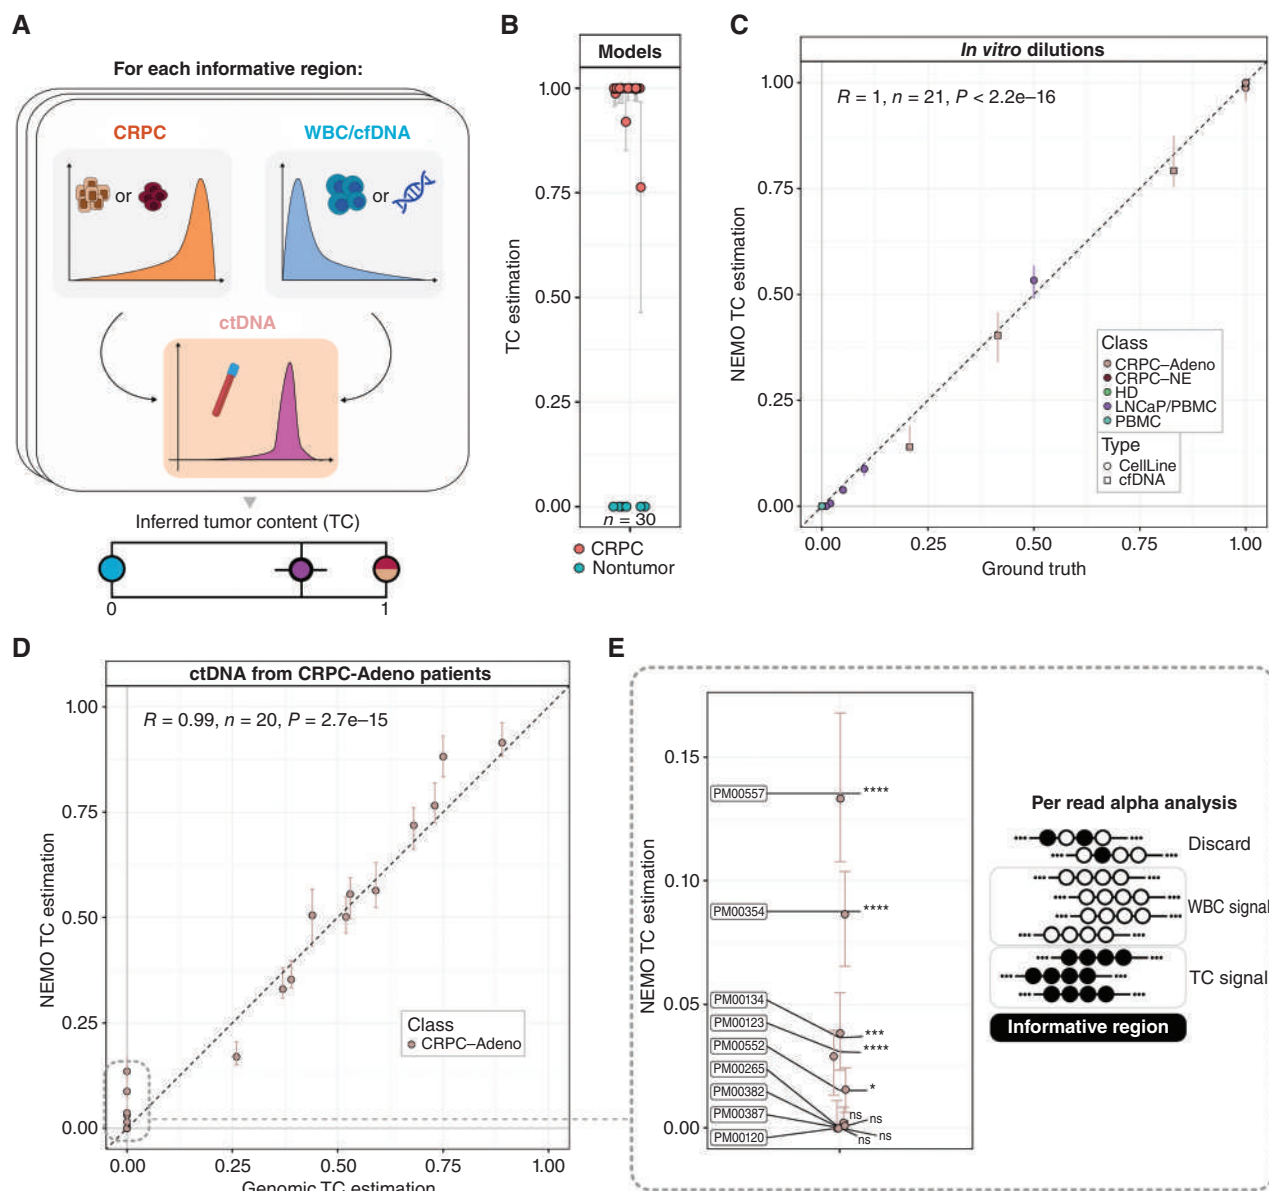 A
For each informative region:
CRPC
WBC/cfDNA
or
or
ctDNA
Inferred tumor content (TC)
0
1
B
Models
TC estimation
1.00
0.75
0.50
0.25
0.00
n = 30
CRPC
Nontumor
C
In vitro dilutions
R = 1, n = 21, P < 2.2e–16
NEMO TC estimation
1.00
0.75
0.50
0.25
0.00
Class
CRPC–Adeno
CRPC–NE
HD
LNCaP/PBMC
PBMC
Type
CellLine
cfDNA
0.00
0.25
0.50
0.75
1.00
Ground truth
D
ctDNA from CRPC-Adeno patients
R = 0.99, n = 20, P = 2.7e–15
NEMO TC estimation
1.00
0.75
0.50
0.25
0.00
Class
CRPC–Adeno
0.00
0.25
0.50
0.75
1.00
Genomic TC estimation
E
NEMO TC estimation
0.15
0.10
0.05
0.00
PM00557
****
PM00354
****
PM00134
***
PM00123
****
PM00552
*
PM00265
PM00382
PM00387
PM00120
ns
ns
ns
ns
Per read alpha analysis
Discard
WBC signal
TC signal
Informative region